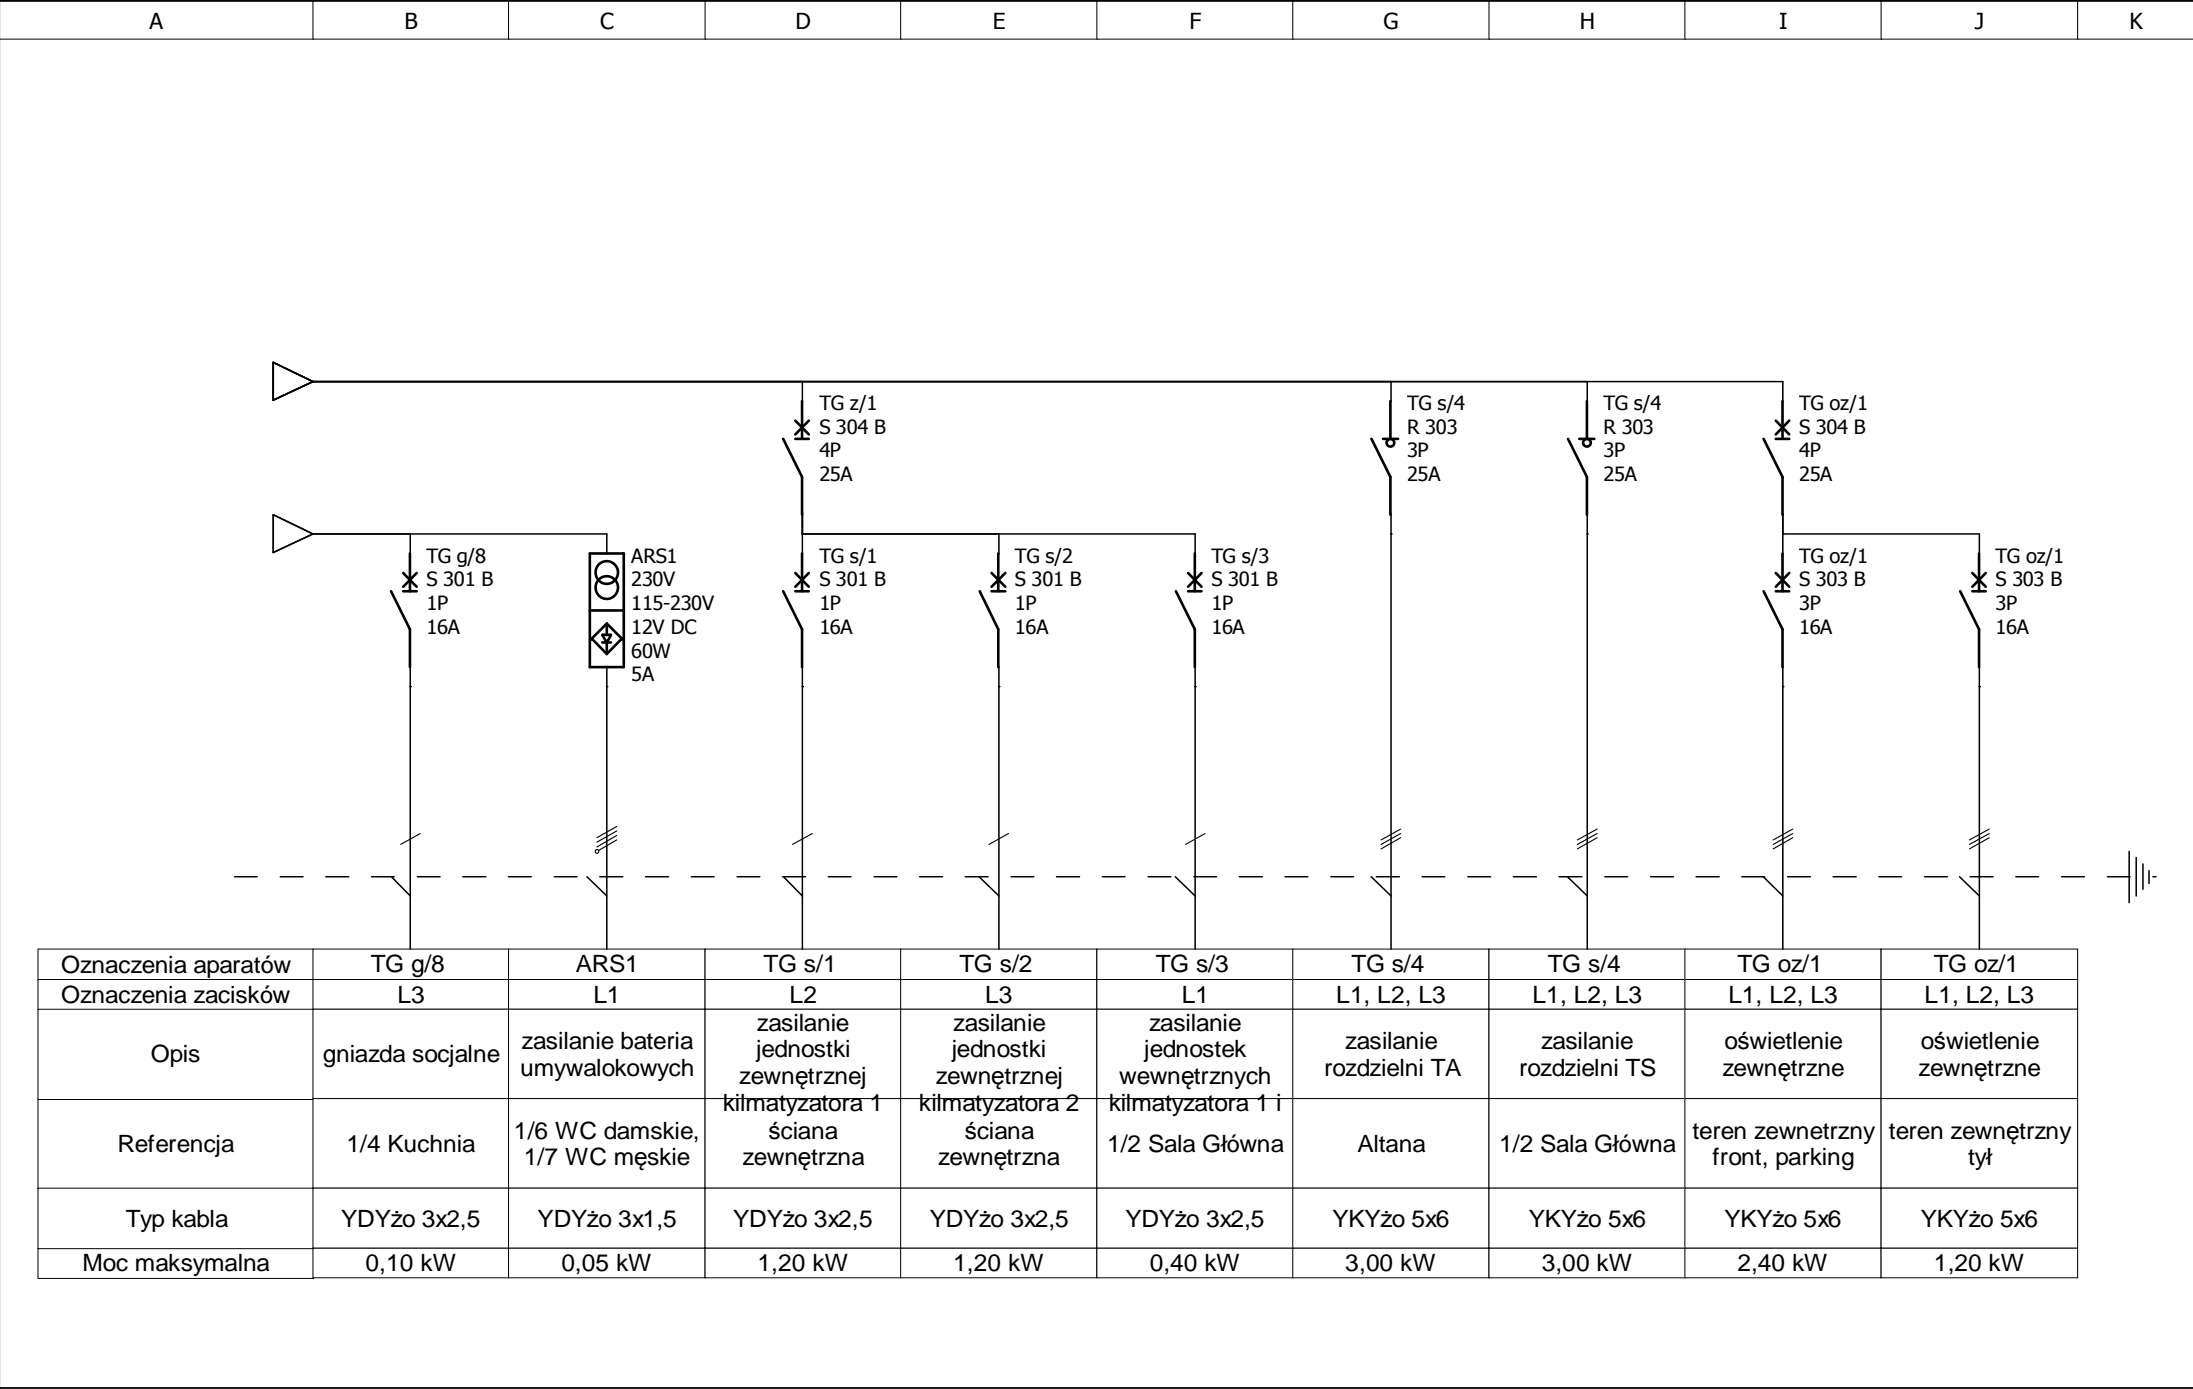 A B C D E F G H I J K
TG z/1
S 304 B
4P
25A
TG s/4
R 303
3P
25A
TG s/4
R 303
3P
25A
TG oz/1
S 304 B
4P
25A
TG g/8
S 301 B
1P
16A
ARS1
230V
115-230V
12V DC
60W
5A
TG s/1
S 301 B
1P
16A
TG s/2
S 301 B
1P
16A
TG s/3
S 301 B
1P
16A
TG oz/1
S 303 B
3P
16A
TG oz/1
S 303 B
3P
16A
Oznaczenia aparatów TG g/8 ARS1 TG s/1 TG s/2 TG s/3 TG s/4 TG s/4 TG oz/1 TG oz/1
Oznaczenia zacisków L3 L1 L2 L3 L1 L1, L2, L3 L1, L2, L3 L1, L2, L3 L1, L2, L3
Opis
gniazda socjalne
zasilanie bateria
umywalokowych
zasilanie
jednostki
zewnętrznej
kilmatyzatora 1
zasilanie
jednostki
zewnętrznej
kilmatyzatora 2
zasilanie
jednostek
wewnętrznych
kilmatyzatora 1 i
zasilanie
rozdzielni TA
zasilanie
rozdzielni TS
oświetlenie
zewnętrzne
oświetlenie
zewnętrzne
Referencja
1/4 Kuchnia
1/6 WC damskie,
1/7 WC męskie
ściana
zewnętrzna
ściana
zewnętrzna
1/2 Sala Główna
Altana
1/2 Sala Główna
teren zewnetrzny
front, parking
teren zewnętrzny
tył
Typ kabla YDYżo 3x2,5 YDYżo 3x1,5 YDYżo 3x2,5 YDYżo 3x2,5 YDYżo 3x2,5 YKYżo 5x6 YKYżo 5x6 YKYżo 5x6 YKYżo 5x6
Moc maksymalna 0,10 kW 0,05 kW 1,20 kW 1,20 kW 0,40 kW 3,00 kW 3,00 kW 2,40 kW 1,20 kW